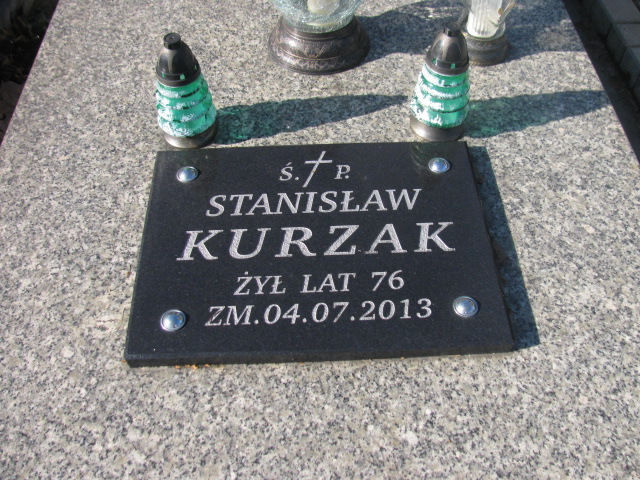 Ś. P.
STANISŁAW
KURZAK
ŻYŁ LAT 76
ZM.04.07.2013